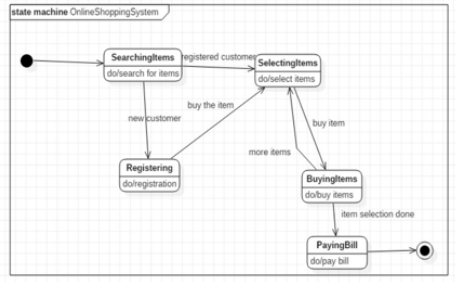 state machine OnlineShoppingSystem
SearchingItems
do/search for items
registered customer
SelectingItems
do/select items
new customer
buy the item
buy item
more items
Registering
do/registration
BuyingItems
do/buy items
item selection done
PayingBill
do/pay bill